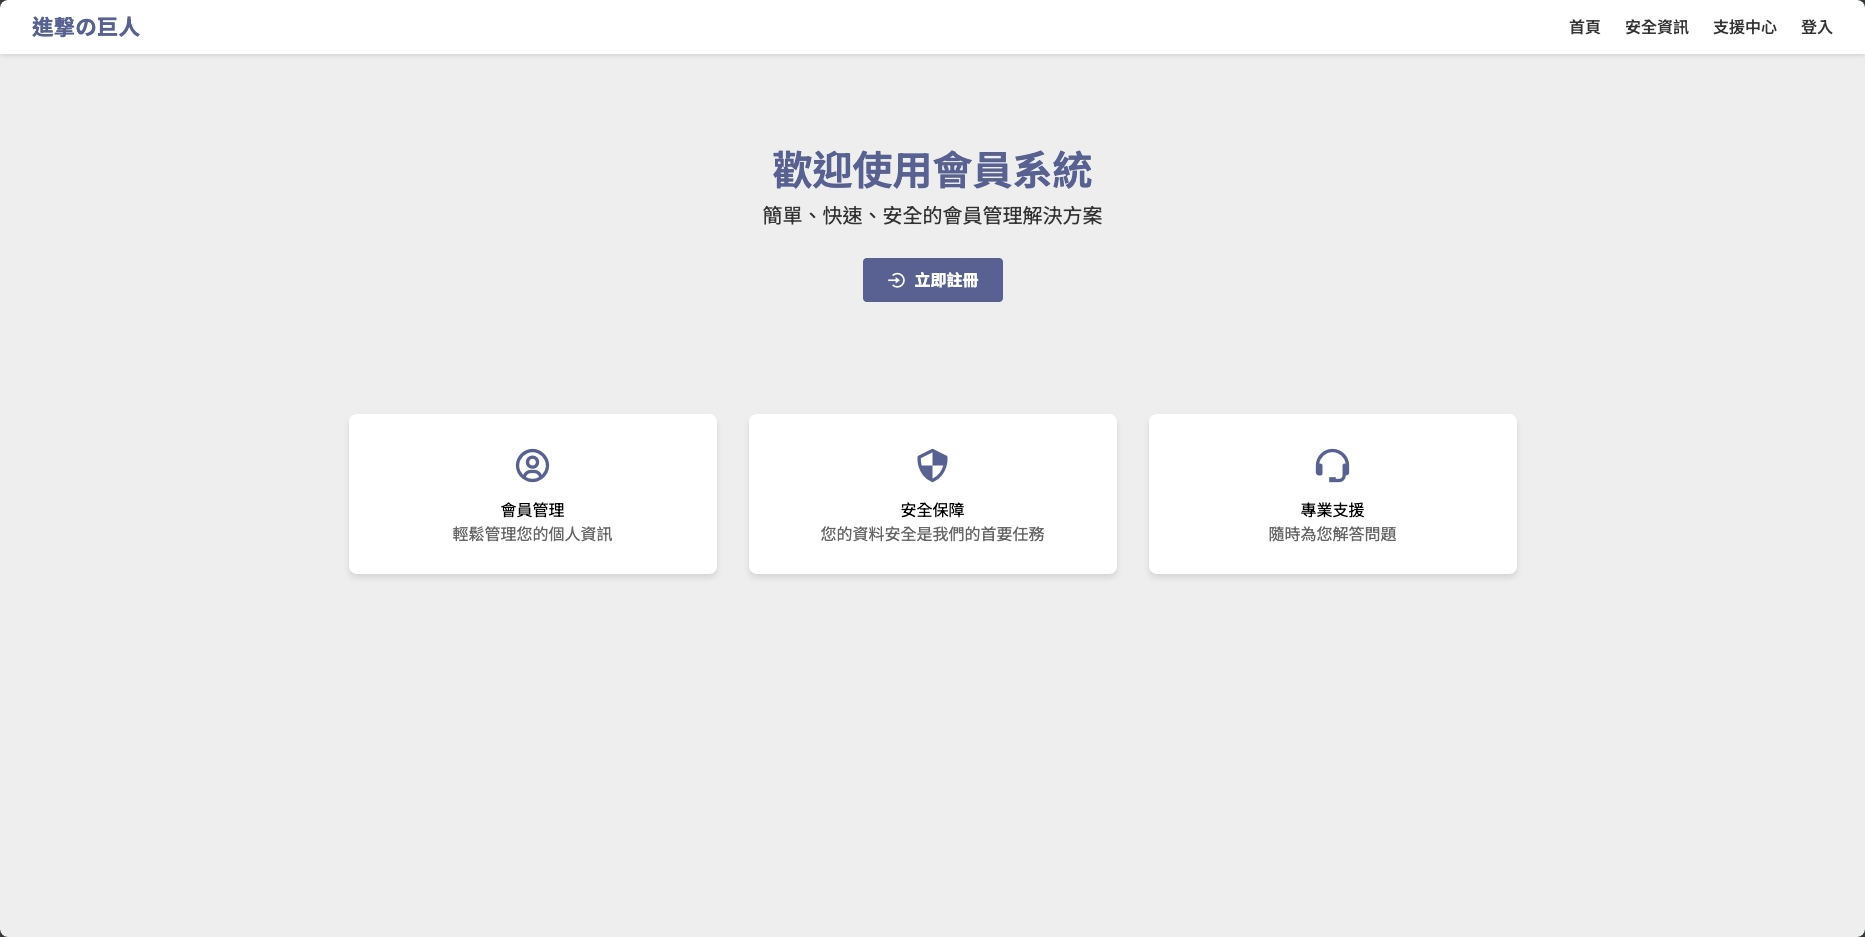 進撃の巨人
首頁 安全資訊 支援中心 登入
歡迎使用會員系統
簡單、快速、安全的會員管理解決方案
立即註冊
會員管理
輕鬆管理您的個人資訊
安全保障
您的資料安全是我們的首要任務
專業支援
隨時為您解答問題